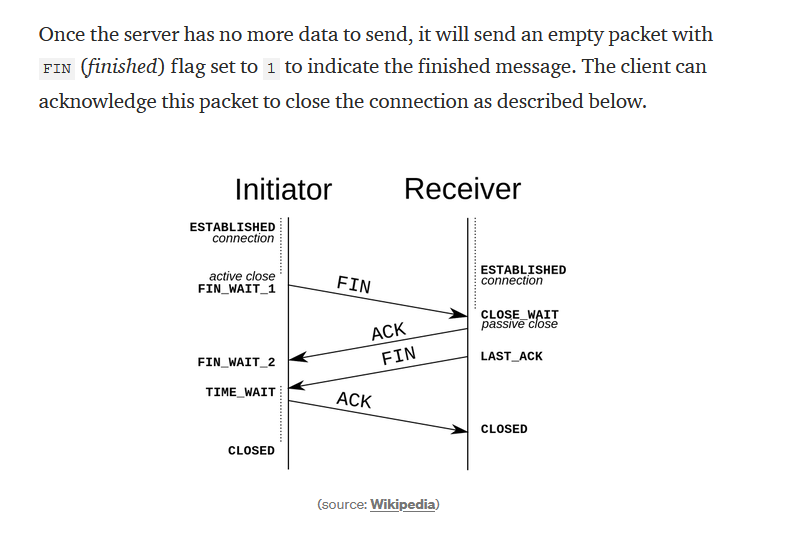 Once the server has no more data to send, it will send an empty packet with
FIN (finished) flag set to 1 to indicate the finished message. The client can
acknowledge this packet to close the connection as described below.
Initiator Receiver
ESTABLISHED
connection
ESTABLISHED
connection
active close
FIN_WAIT_1
FIN
CLOSE_WAIT
passive close
ACK
FIN
FIN_WAIT_2
LAST_ACK
TIME_WAIT
ACK
CLOSED
CLOSED
(source: Wikipedia)